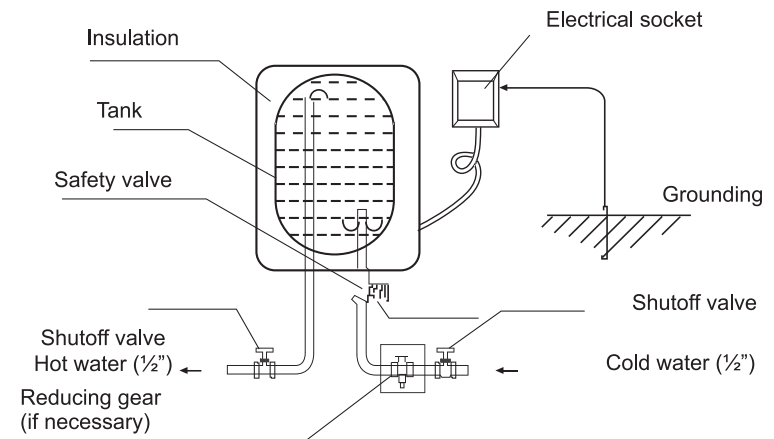 Electrical socket
Insulation
Tank
Safety valve
Grounding
Shutoff valve
Shutoff valve
Hot water (½”)
Cold water (½”)
Reducing gear
(if necessary)